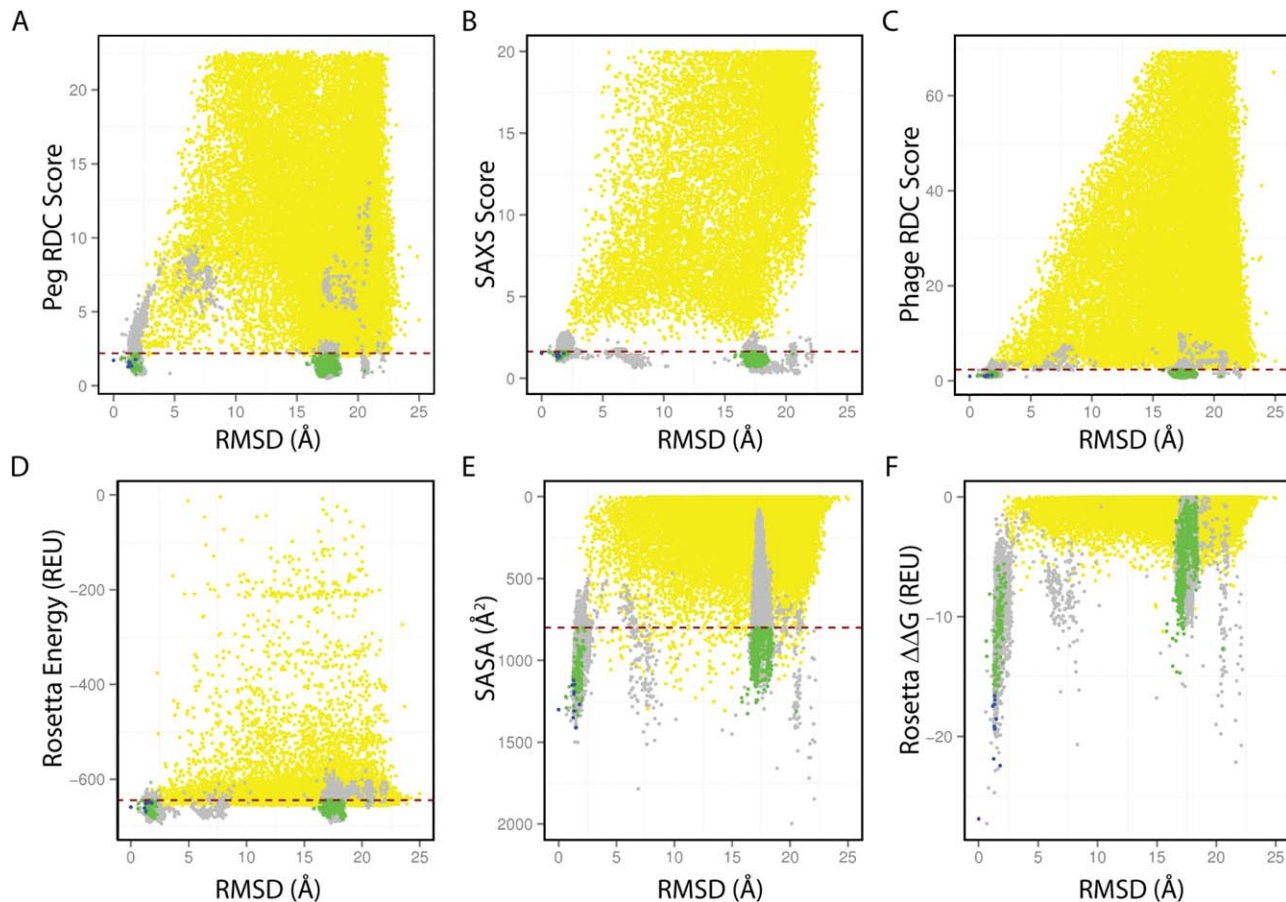 A
Peg RDC Score
20
15
10
5
0
0 5 10 15 20 25
RMSD (Å)
B
SAXS Score
20
15
10
5
0
0 5 10 15 20 25
RMSD (Å)
C
Phage RDC Score
60
40
20
0
0 5 10 15 20 25
RMSD (Å)
D
Rosetta Energy (REU)
0
−200
−400
−600
0 5 10 15 20 25
RMSD (Å)
E
SASA (Å²)
0
500
1000
1500
2000
0 5 10 15 20 25
RMSD (Å)
F
Rosetta ΔΔG (REU)
0
−10
−20
0 5 10 15 20 25
RMSD (Å)